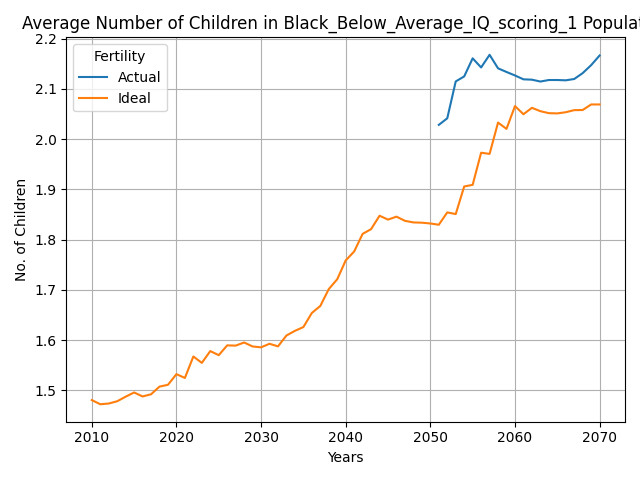 Average Number of Children in Black_Below_Average_IQ_scoring_1 Populat
Fertility
Actual
Ideal
2.2
2.1
2.0
1.9
1.8
1.7
1.6
1.5
No. of Children
2010 2020 2030 2040 2050 2060 2070
Years